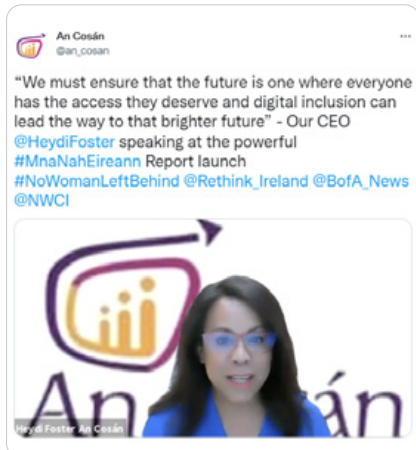 An Cosán
@an_cosan
“We must ensure that the future is one where everyone
has the access they deserve and digital inclusion can
lead the way to that brighter future” - Our CEO
@HeydiFoster speaking at the powerful
#MnaNahEireann Report launch
#NoWomanLeftBehind @Rethink_Ireland @BofA_News
@NWCI
An Cosán
Heydi Foster An Cosán